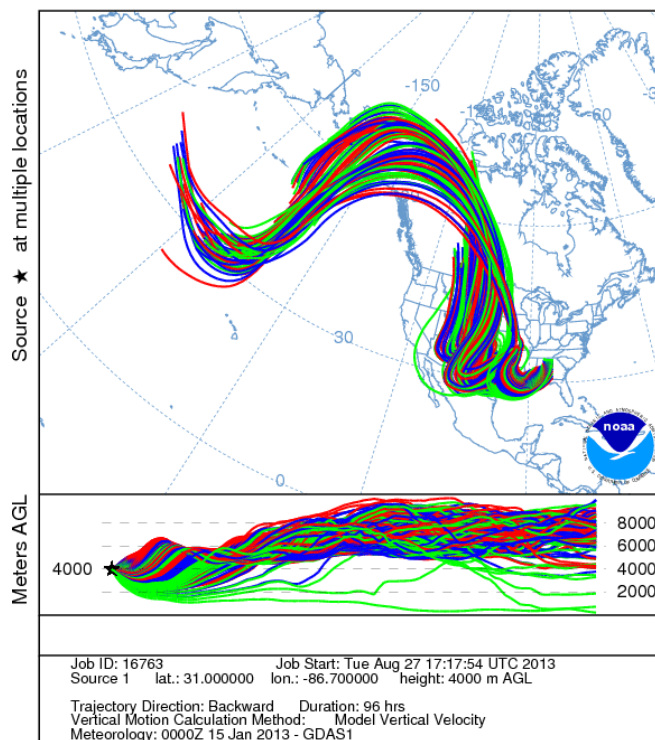 Source ★ at multiple locations
-150
-120
-60
30
0
noaa
Meters AGL
4000
8000
6000
4000
2000
Job ID: 16763 Job Start: Tue Aug 27 17:17:54 UTC 2013
Source 1 lat.: 31.000000 lon.: -86.700000 height: 4000 m AGL
Trajectory Direction: Backward Duration: 96 hrs
Vertical Motion Calculation Method: Model Vertical Velocity
Meteorology: 0000Z 15 Jan 2013 - GDAS1